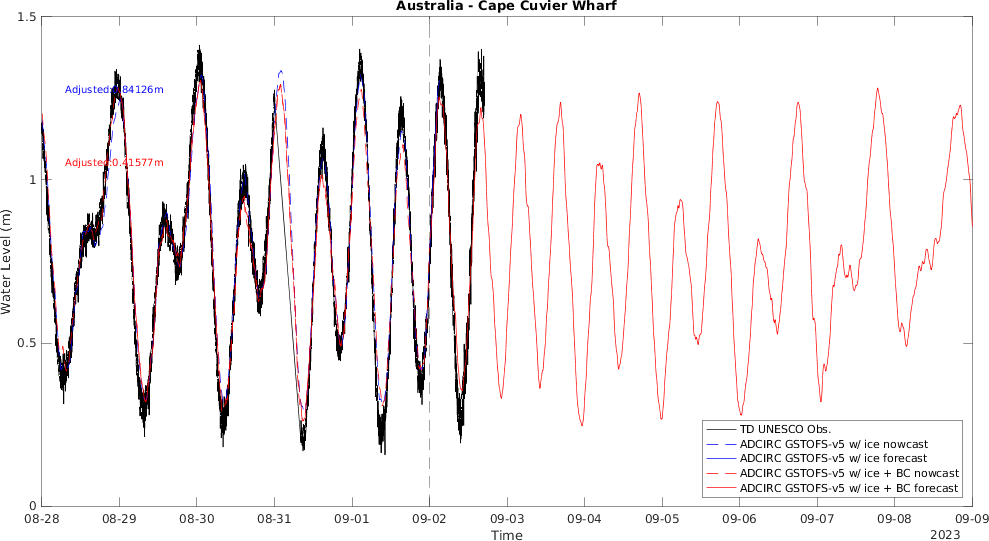 Australia - Cape Cuvier Wharf
1.5
1
0.5
0
Water Level (m)
Adjusted:0.84126m
Adjusted:0.41577m
TD UNESCO Obs.
ADCIRC GSTOFS-v5 w/ ice nowcast
ADCIRC GSTOFS-v5 w/ ice forecast
ADCIRC GSTOFS-v5 w/ ice + BC nowcast
ADCIRC GSTOFS-v5 w/ ice + BC forecast
08-28 08-29 08-30 08-31 09-01 09-02 09-03 09-04 09-05 09-06 09-07 09-08 09-09
Time
2023